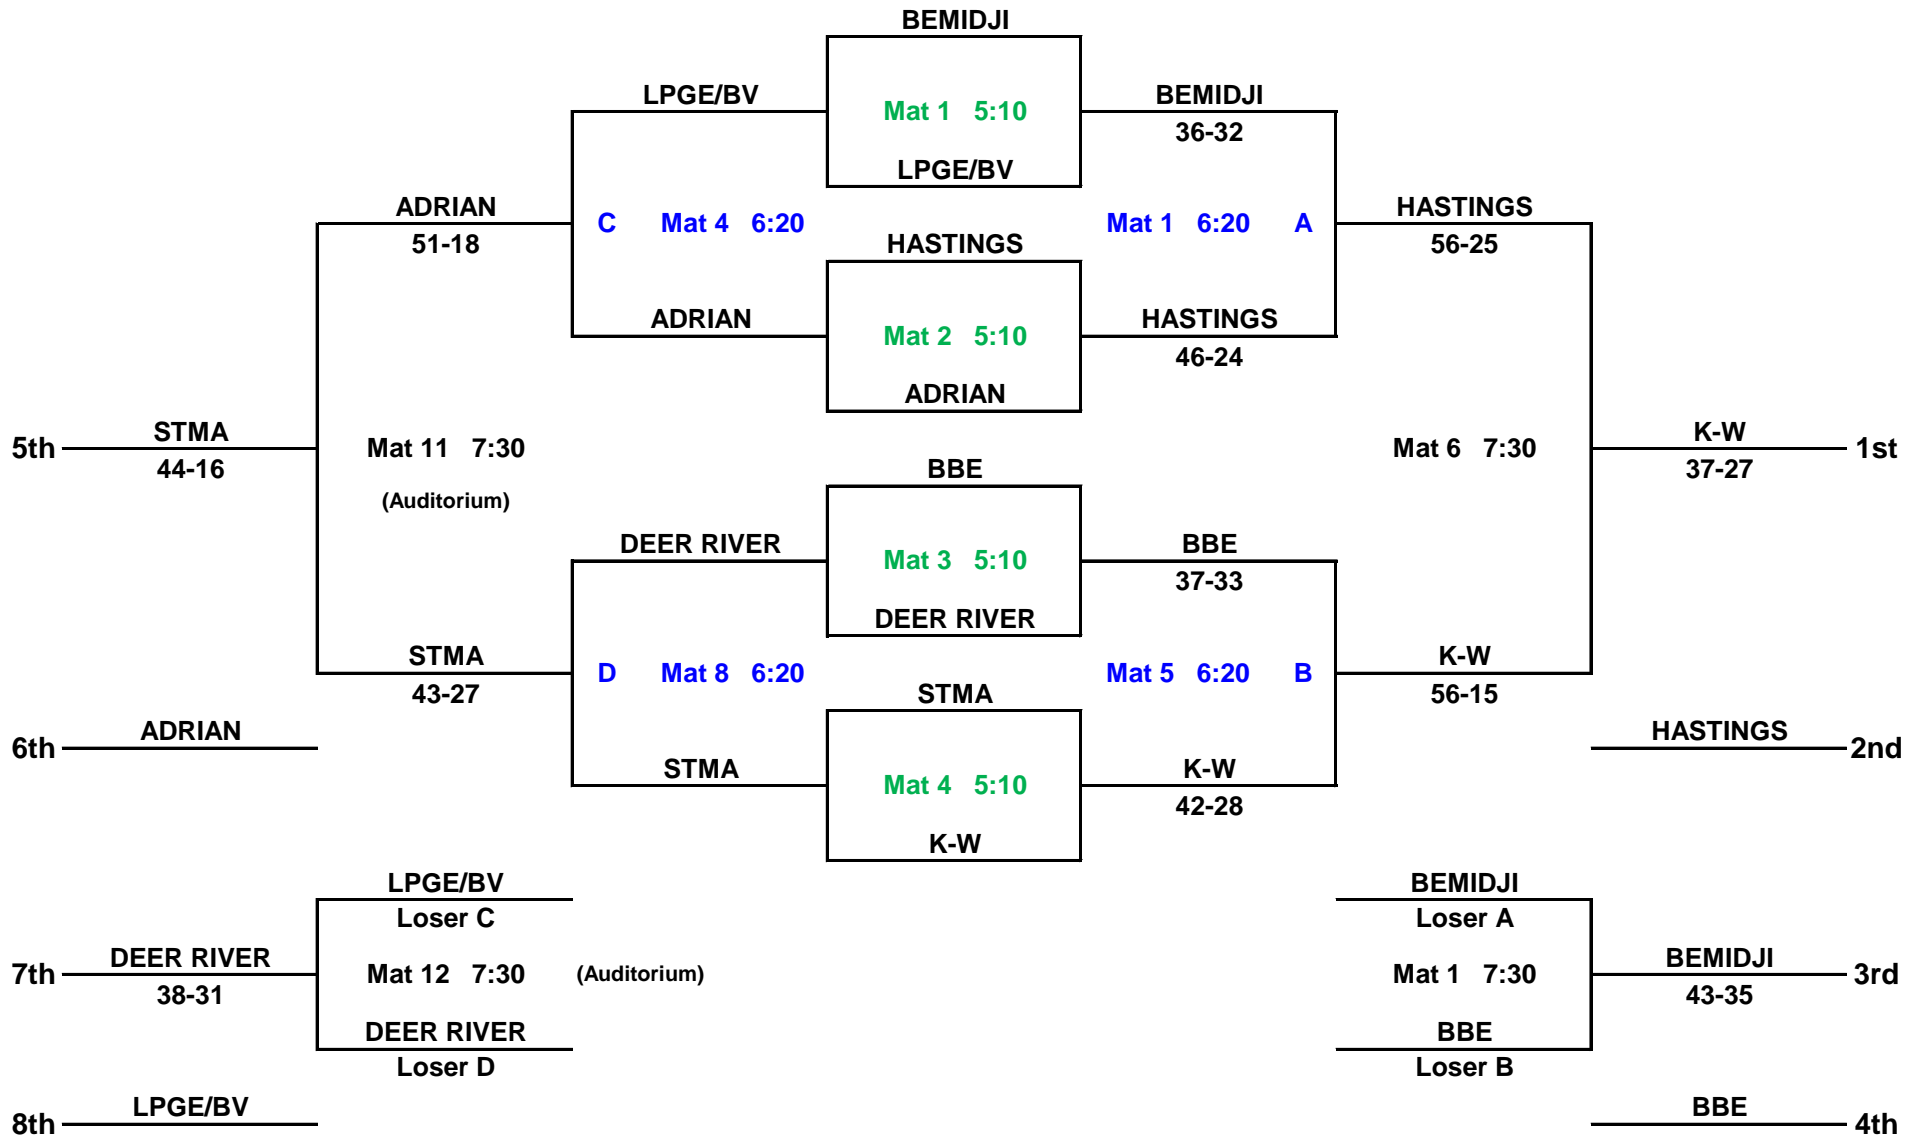 BEMIDJI
LPGE/BV
Mat 1 5:10
BEMIDJI
36-32
LPGE/BV
ADRIAN
51-18
C Mat 4 6:20
HASTINGS
Mat 1 6:20 A
HASTINGS
56-25
ADRIAN
Mat 2 5:10
HASTINGS
46-24
ADRIAN
5th
STMA
44-16
Mat 11 7:30
(Auditorium)
BBE
Mat 6 7:30
K-W
37-27
1st
DEER RIVER
Mat 3 5:10
BBE
37-33
DEER RIVER
STMA
43-27
D Mat 8 6:20
STMA
Mat 5 6:20 B
K-W
56-15
6th
ADRIAN
STMA
Mat 4 5:10
K-W
42-28
HASTINGS
2nd
K-W
LPGE/BV
Loser C
BEMIDJI
Loser A
7th
DEER RIVER
38-31
Mat 12 7:30 (Auditorium)
Mat 1 7:30
BEMIDJI
43-35
3rd
DEER RIVER
Loser D
BBE
Loser B
8th
LPGE/BV
BBE
4th